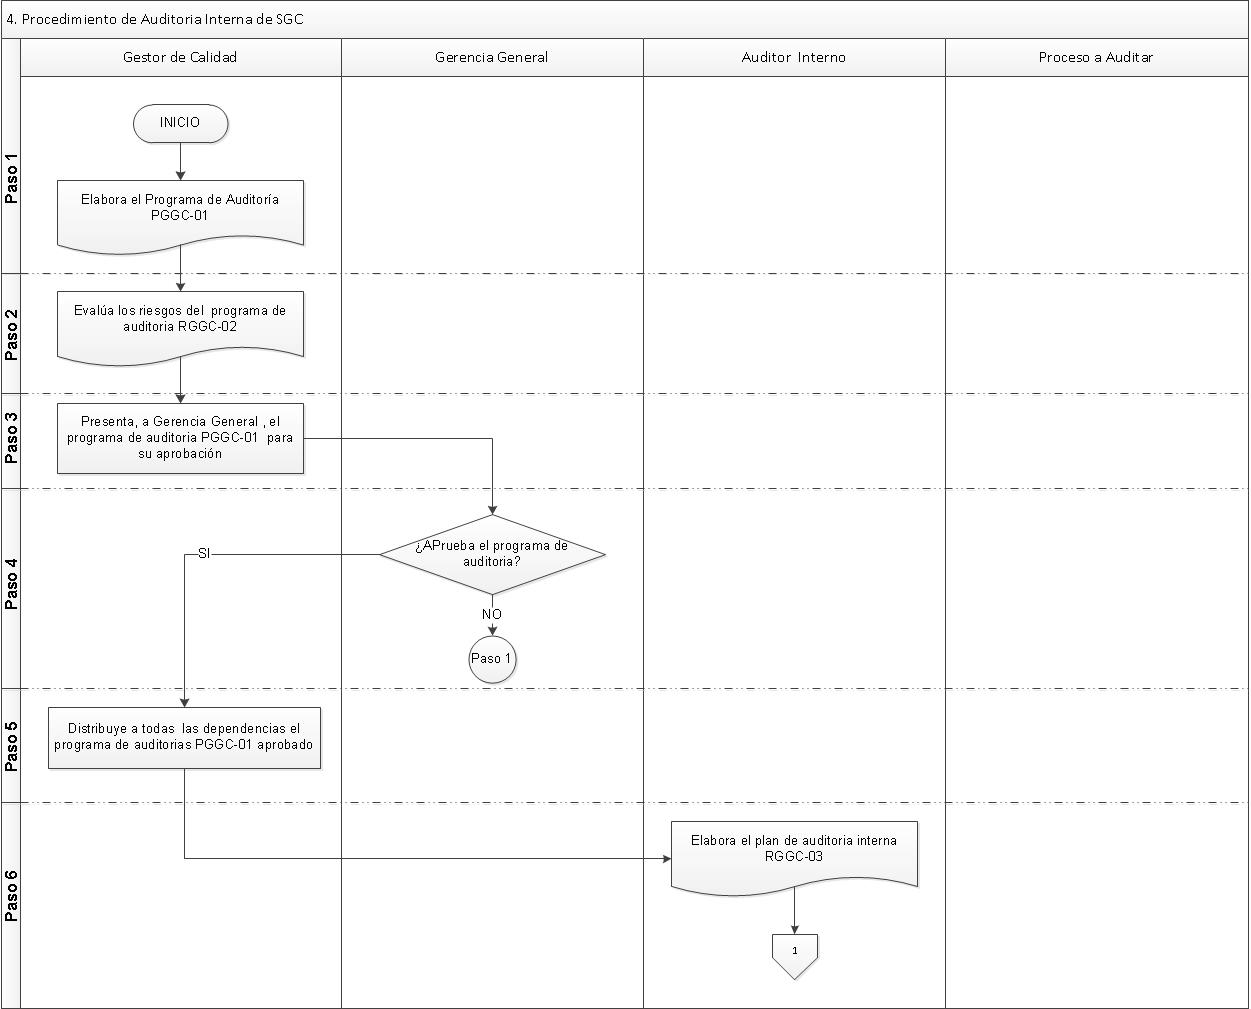 4. Procedimiento de Auditoria Interna de SGC
Gestor de Calidad
Gerencia General
Auditor Interno
Proceso a Auditar
Paso 1
INICIO
Elabora el Programa de Auditoría
PGGC-01
Paso 2
Evalúa los riesgos del programa de
auditoria RGGC-02
Paso 3
Presenta, a Gerencia General , el
programa de auditoria PGGC-01 para
su aprobación
Paso 4
¿APrueba el programa de
auditoria?
SI
NO
Paso 1
Paso 5
Distribuye a todas las dependencias el
programa de auditorias PGGC-01 aprobado
Paso 6
Elabora el plan de auditoria interna
RGGC-03
1